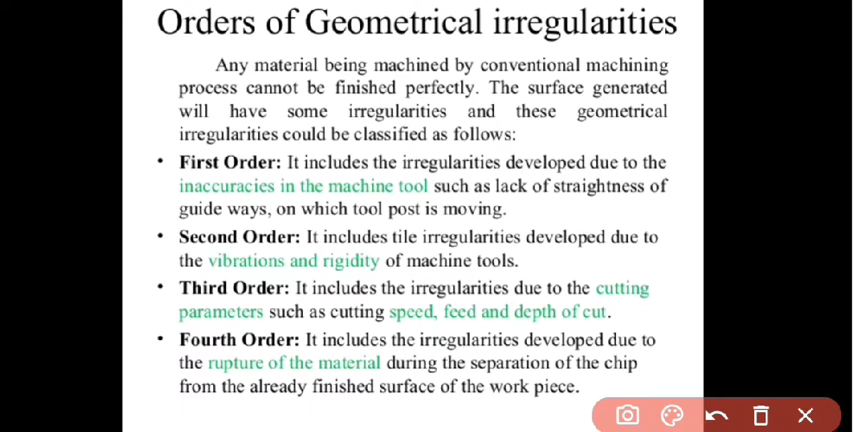 Orders of Geometrical irregularities
Any material being machined by conventional machining
process cannot be finished perfectly. The surface generated
will have some irregularities and these geometrical
irregularities could be classified as follows:
• First Order: It includes the irregularities developed due to the
inaccuracies in the machine tool such as lack of straightness of
guide ways, on which tool post is moving.
• Second Order: It includes tile irregularities developed due to
the vibrations and rigidity of machine tools.
• Third Order: It includes the irregularities due to the cutting
parameters such as cutting speed, feed and depth of cut.
• Fourth Order: It includes the irregularities developed due to
the rupture of the material during the separation of the chip
from the already finished surface of the work piece.